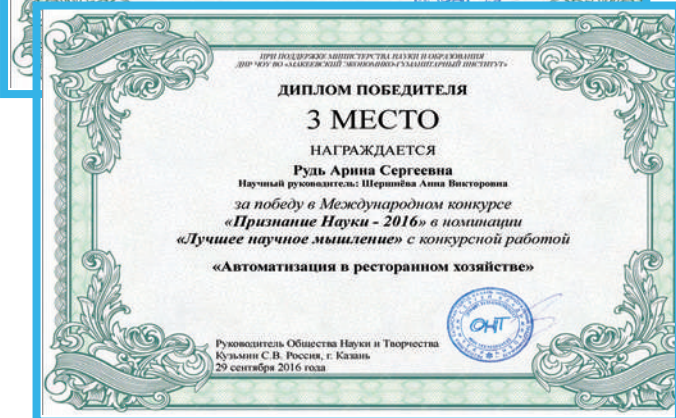 ПРИ ПОДДЕРЖКЕ МИНИСТЕРСТВА НАУКИ И ОБРАЗОВАНИЯ
ДНР ЧОУ ВО «МАКЕЕВСКИЙ ЭКОНОМИКО-ГУМАНИТАРНЫЙ ИНСТИТУТ»
ДИПЛОМ ПОБЕДИТЕЛЯ
3 МЕСТО
НАГРАЖДАЕТСЯ
Рудь Арина Сергеевна
Научный руководитель: Шершнёва Анна Викторовна
за победу в Международном конкурсе
«Признание Науки - 2016» в номинации
«Лучшее научное мышление» с конкурсной работой
«Автоматизация в ресторанном хозяйстве»
ОНТ
Руководитель Общества Науки и Творчества
Кузьмин С.В. Россия, г. Казань
29 сентября 2016 года